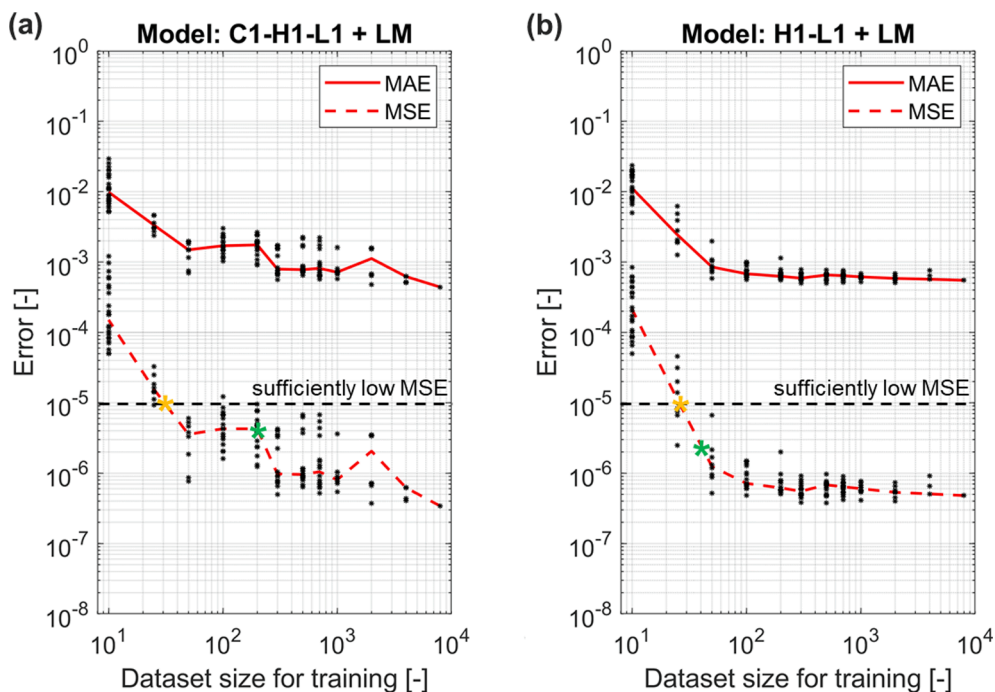 (a)
Model: C1-H1-L1 + LM
10^0
10^-1
10^-2
10^-3
10^-4
10^-5
10^-6
10^-7
10^-8
Error [-]
MAE
MSE
sufficiently low MSE
10^1
10^2
10^3
10^4
Dataset size for training [-]
(b)
Model: H1-L1 + LM
10^0
10^-1
10^-2
10^-3
10^-4
10^-5
10^-6
10^-7
10^-8
Error [-]
MAE
MSE
sufficiently low MSE
10^1
10^2
10^3
10^4
Dataset size for training [-]